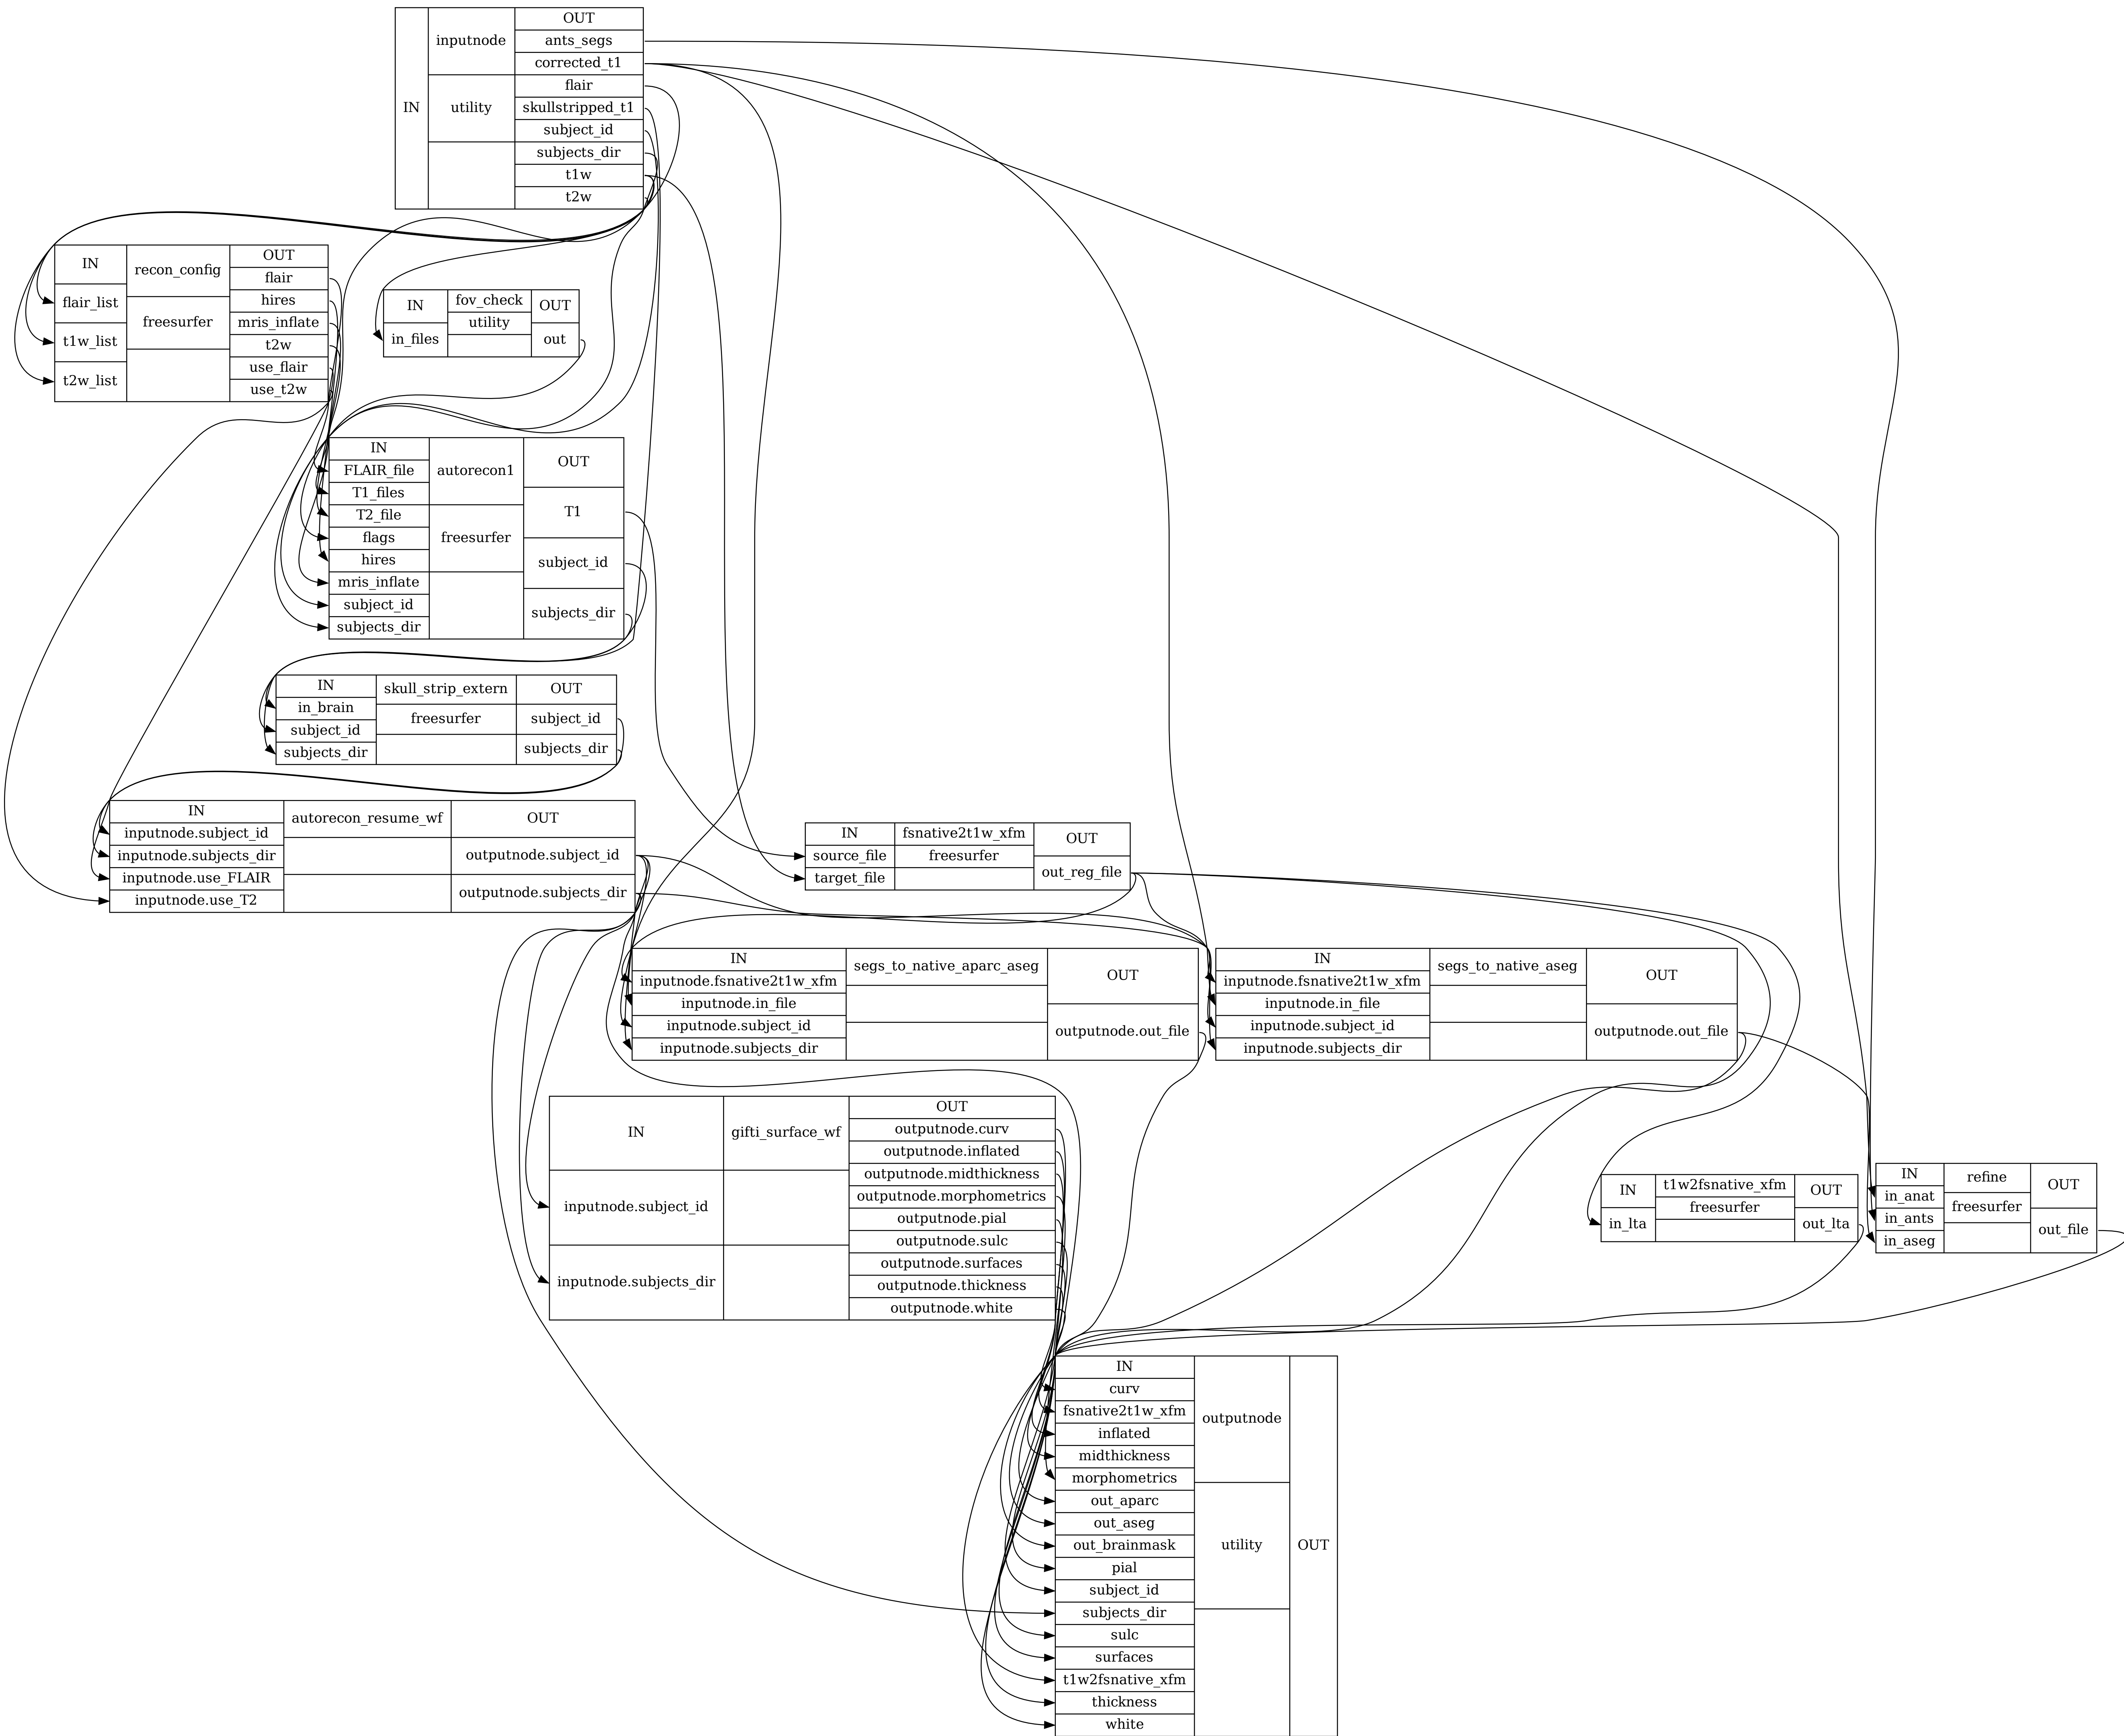 IN
inputnode
utility
OUT
ants_segs
corrected_t1
flair
skullstripped_t1
subject_id
subjects_dir
t1w
t2w
IN
flair_list
t1w_list
t2w_list
recon_config
freesurfer
OUT
flair
hires
mris_inflate
t2w
use_flair
use_t2w
IN
in_files
fov_check
utility
OUT
out
IN
FLAIR_file
T1_files
T2_file
flags
hires
mris_inflate
subject_id
subjects_dir
autorecon1
freesurfer
OUT
T1
subject_id
subjects_dir
IN
in_brain
subject_id
subjects_dir
skull_strip_extern
freesurfer
OUT
subject_id
subjects_dir
IN
inputnode.subject_id
inputnode.subjects_dir
inputnode.use_FLAIR
inputnode.use_T2
autorecon_resume_wf
OUT
outputnode.subject_id
outputnode.subjects_dir
IN
source_file
target_file
fsnative2t1w_xfm
freesurfer
OUT
out_reg_file
IN
inputnode.fsnative2t1w_xfm
inputnode.in_file
inputnode.subject_id
inputnode.subjects_dir
segs_to_native_aparc_aseg
OUT
outputnode.out_file
IN
inputnode.fsnative2t1w_xfm
inputnode.in_file
inputnode.subject_id
inputnode.subjects_dir
segs_to_native_aseg
OUT
outputnode.out_file
IN
inputnode.subject_id
inputnode.subjects_dir
gifti_surface_wf
OUT
outputnode.curv
outputnode.inflated
outputnode.midthickness
outputnode.morphometrics
outputnode.pial
outputnode.sulc
outputnode.surfaces
outputnode.thickness
outputnode.white
IN
in_lta
t1w2fsnative_xfm
freesurfer
OUT
out_lta
IN
in_anat
in_ants
in_aseg
refine
freesurfer
OUT
out_file
IN
curv
fsnative2t1w_xfm
inflated
midthickness
morphometrics
out_aparc
out_aseg
out_brainmask
pial
subject_id
subjects_dir
sulc
surfaces
t1w2fsnative_xfm
thickness
white
outputnode
utility
OUT